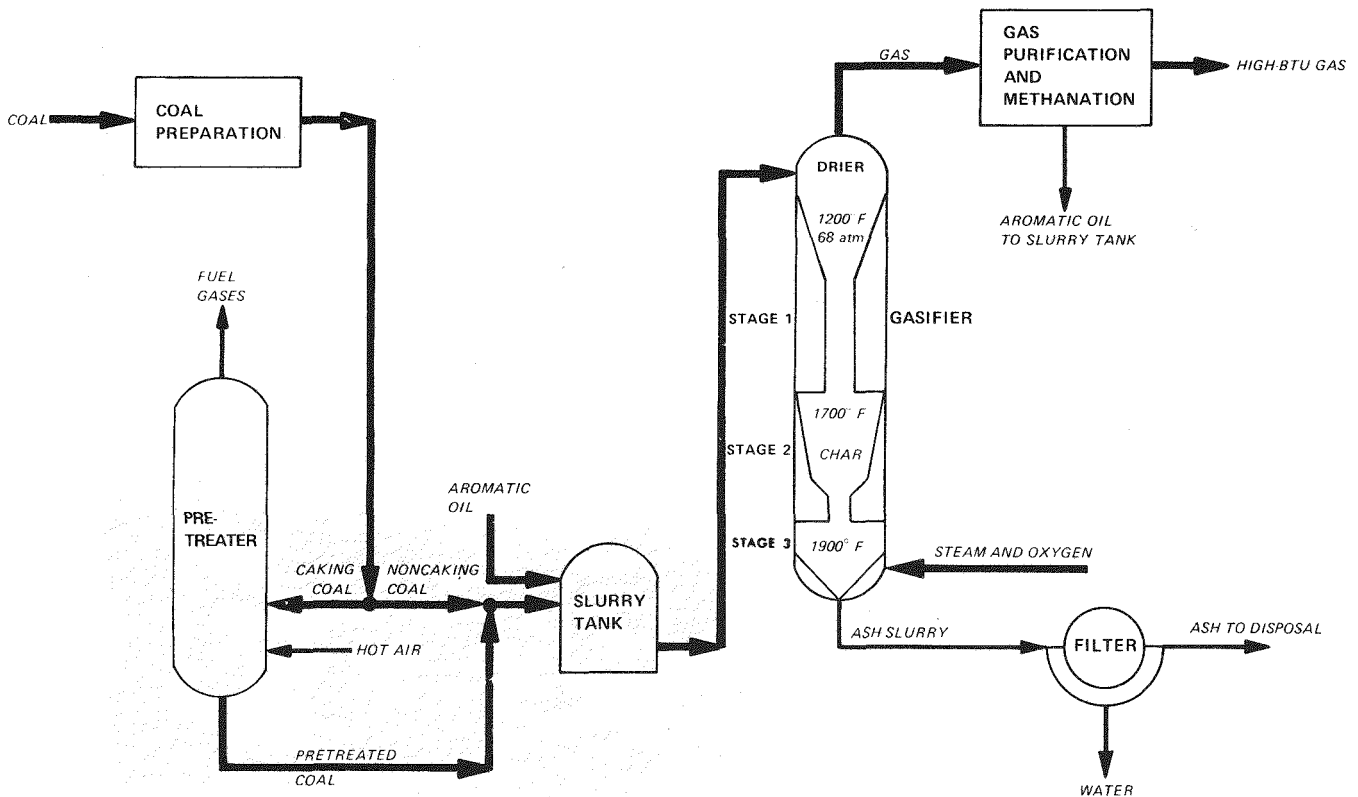 COAL
COAL
PREPARATION
GAS
GAS
PURIFICATION
AND
METHANATION
HIGH-BTU GAS
AROMATIC OIL
TO SLURRY TANK
DRIER
1200° F
68 atm
STAGE 1
GASIFIER
1700° F
STAGE 2
CHAR
STAGE 3
1900° F
STEAM AND OXYGEN
FUEL
GASES
PRE-
TREATER
CAKING
COAL
NONCAKING
COAL
HOT AIR
PRETREATED
COAL
AROMATIC
OIL
SLURRY
TANK
ASH SLURRY
FILTER
ASH TO DISPOSAL
WATER